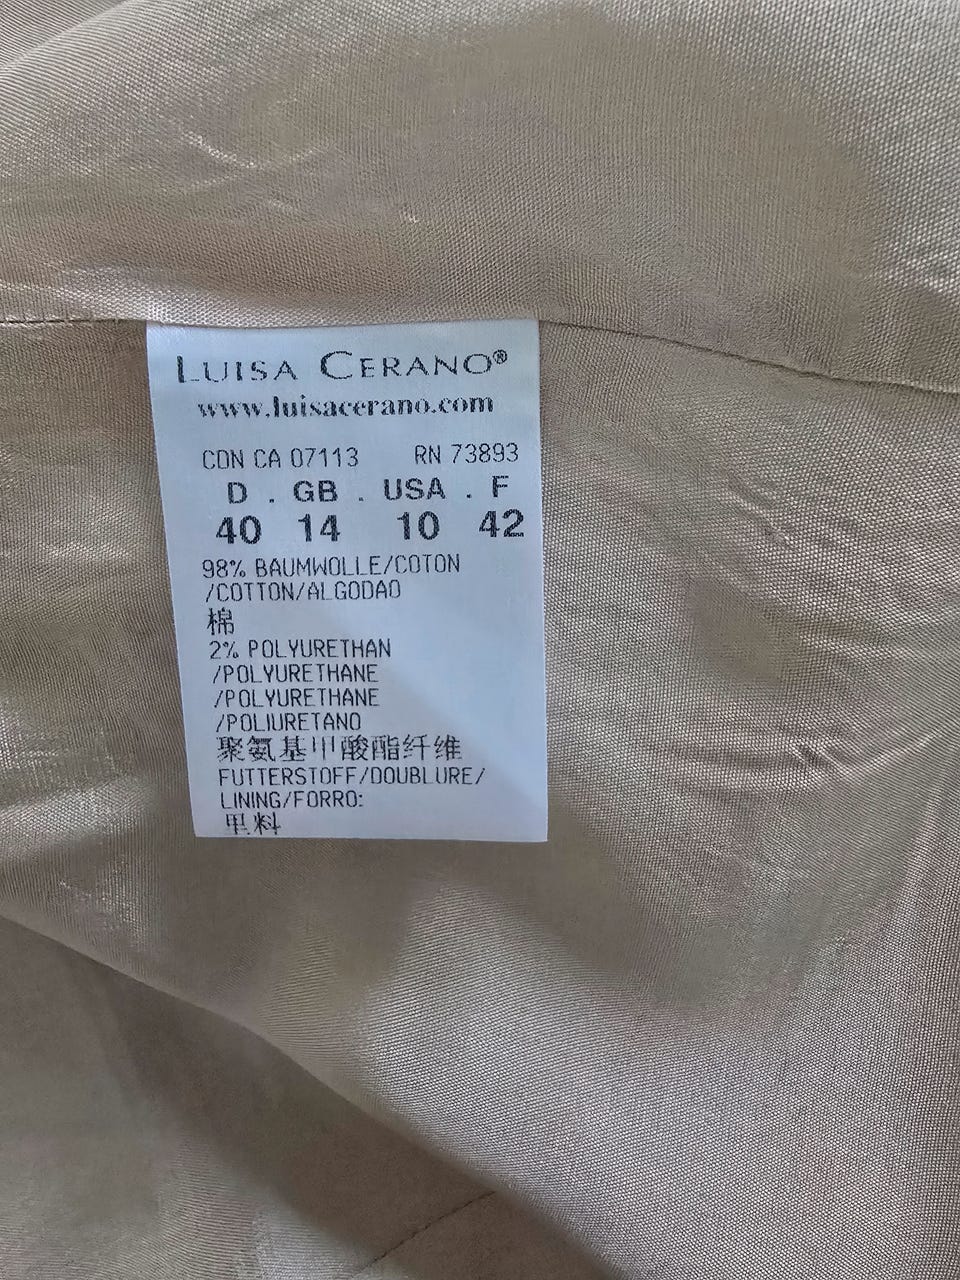 LUISA CERANO®
www.luisacerano.com
CDN CA 07113 RN 73893
D . GB . USA . F
40 14 10 42
98% BAUMWOLLE/COTON
/COTTON/ALGODAO
棉
2% POLYURETHAN
/POLYURETHANE
/POLYURETHANE
/POLIURETANO
聚氨基甲酸酯纤维
FUTTERSTOFF/DOUBLURE/
LINING/FORRO:
里料